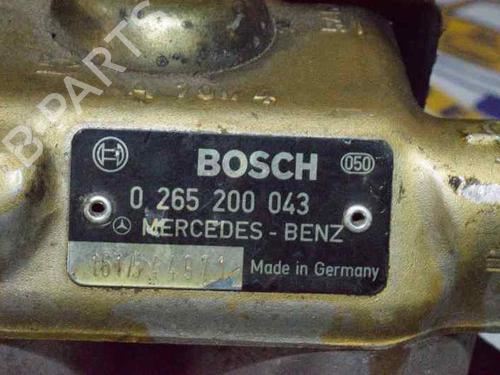 B PARTS
BOSCH
050
0 265 200 043
MERCEDES-BENZ
Made in Germany